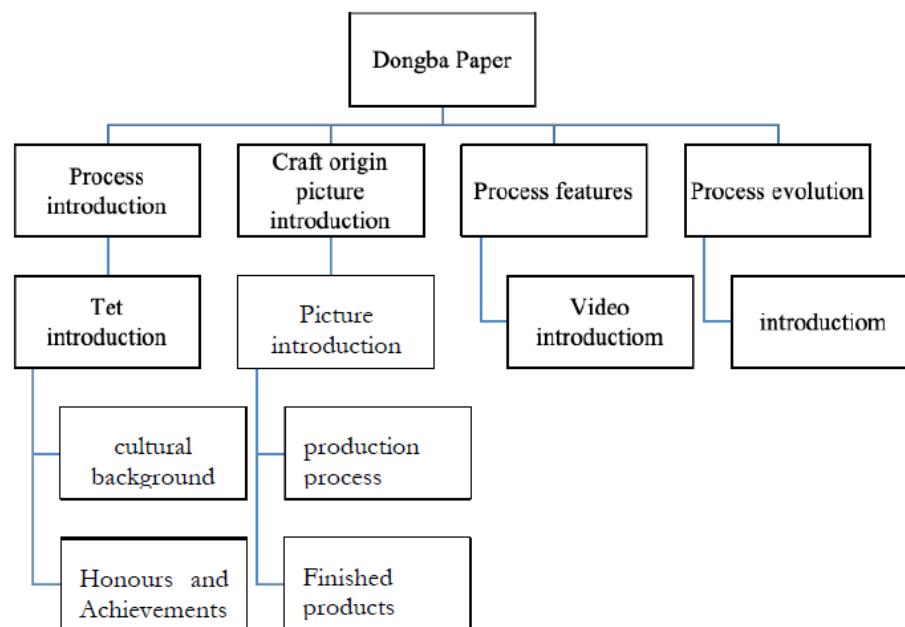 Dongba Paper
Process
introduction
Craft origin
picture
introduction
Process features
Process evolution
Tet
introduction
Picture
introduction
Video
introductiom
introductiom
cultural
background
production
process
Honours and
Achievements
Finished
products